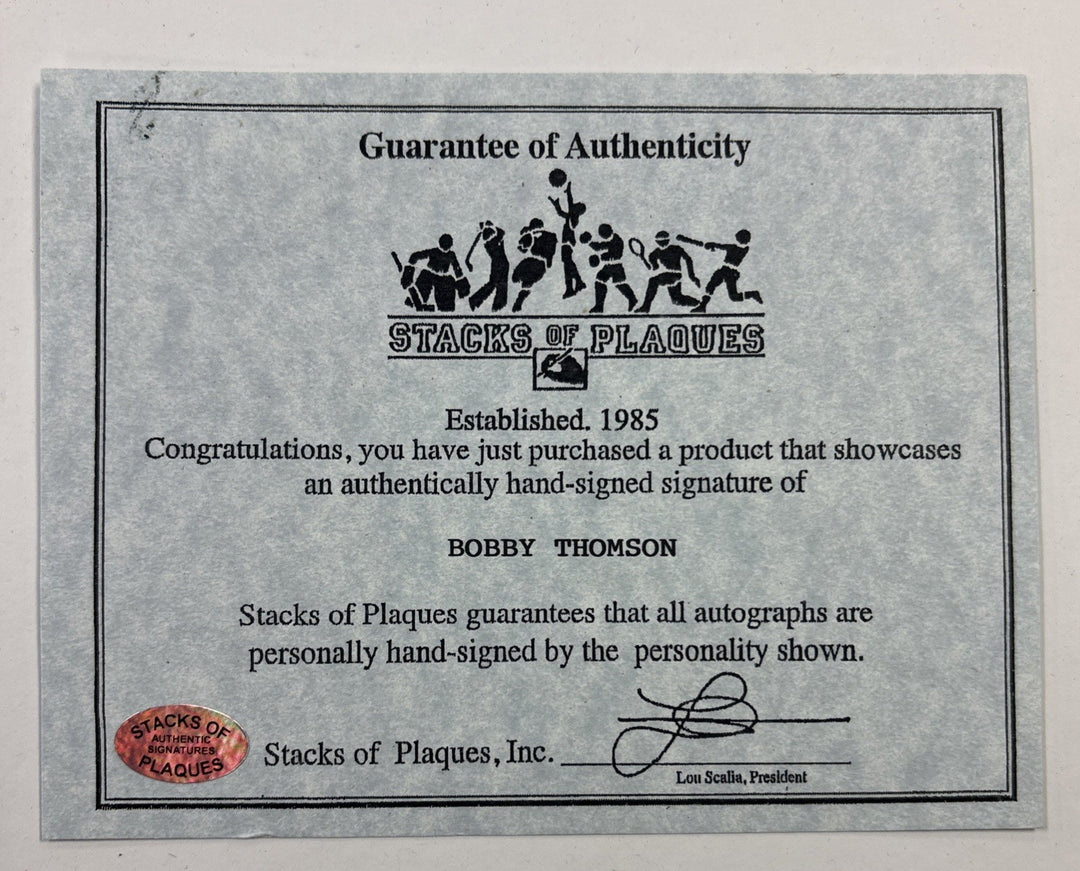 Guarantee of Authenticity
STACKS OF PLAQUES
Established. 1985
Congratulations, you have just purchased a product that showcases
an authentically hand-signed signature of
BOBBY THOMSON
Stacks of Plaques guarantees that all autographs are
personally hand-signed by the personality shown.
STACKS OF
AUTHENTIC
SIGNATURES
PLAQUES
Stacks of Plaques, Inc.
Lou Scalia, President